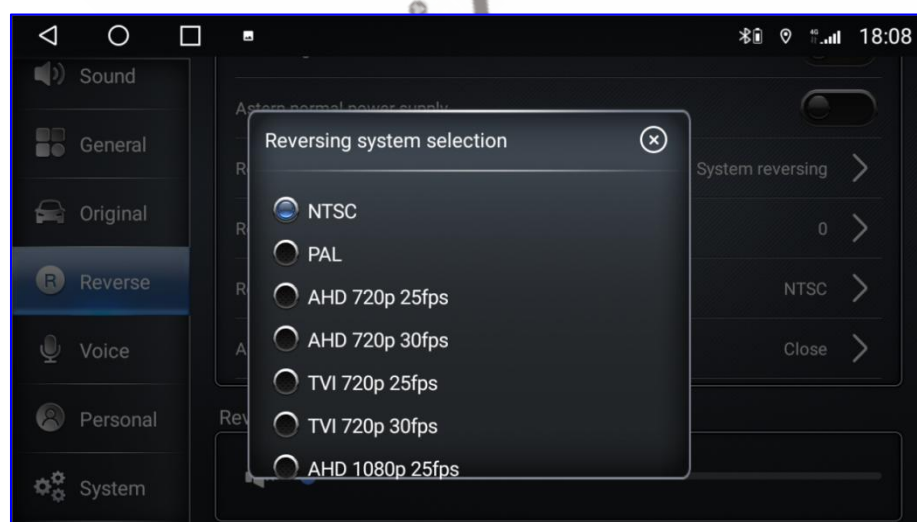 18:08
Sound
Astern normal power supply
General
Reversing system selection
System reversing
Original
NTSC
R
0
PAL
R Reverse
AHD 720p 25fps
R
NTSC
AHD 720p 30fps
Voice
A
Close
TVI 720p 25fps
Personal
Rev
TVI 720p 30fps
AHD 1080p 25fps
System